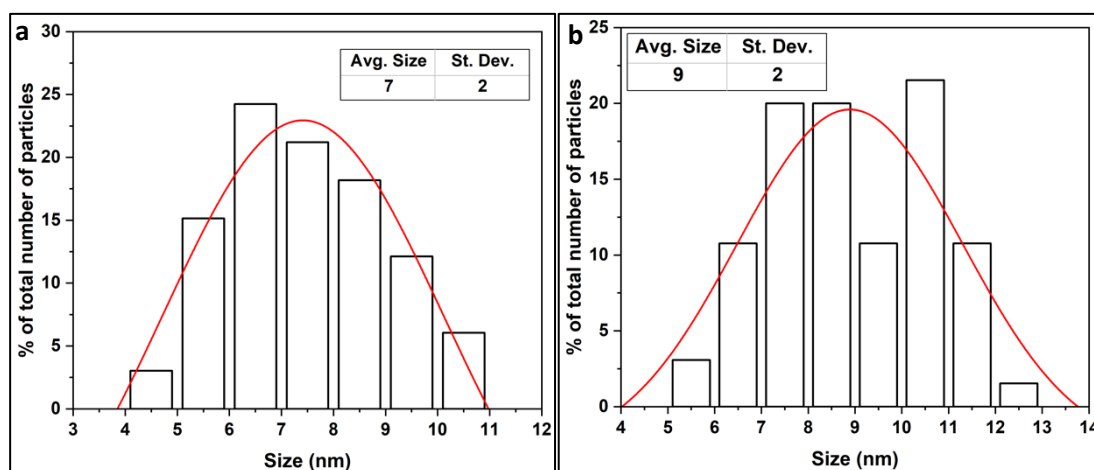 a
Avg. Size St. Dev.
7 2
% of total number of particles
30
25
20
15
10
5
0
3 4 5 6 7 8 9 10 11 12
Size (nm)
b
Avg. Size St. Dev.
9 2
% of total number of particles
25
20
15
10
5
0
4 5 6 7 8 9 10 11 12 13 14
Size (nm)